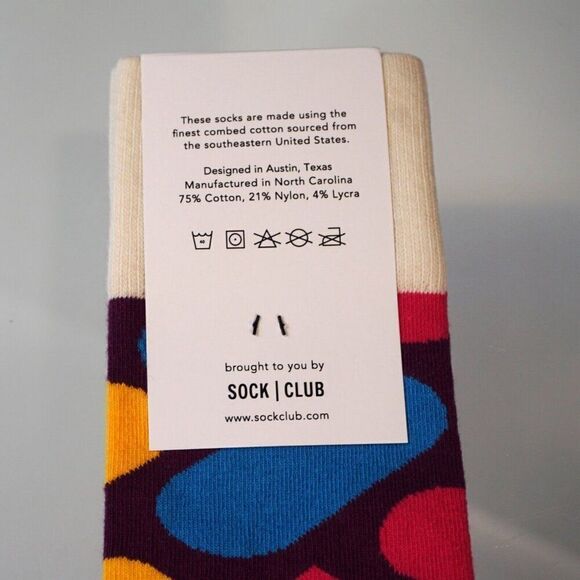 These socks are made using the
finest combed cotton sourced from
the southeastern United States.
Designed in Austin, Texas
Manufactured in North Carolina
75% Cotton, 21% Nylon, 4% Lycra
40
brought to you by
SOCK | CLUB
www.sockclub.com